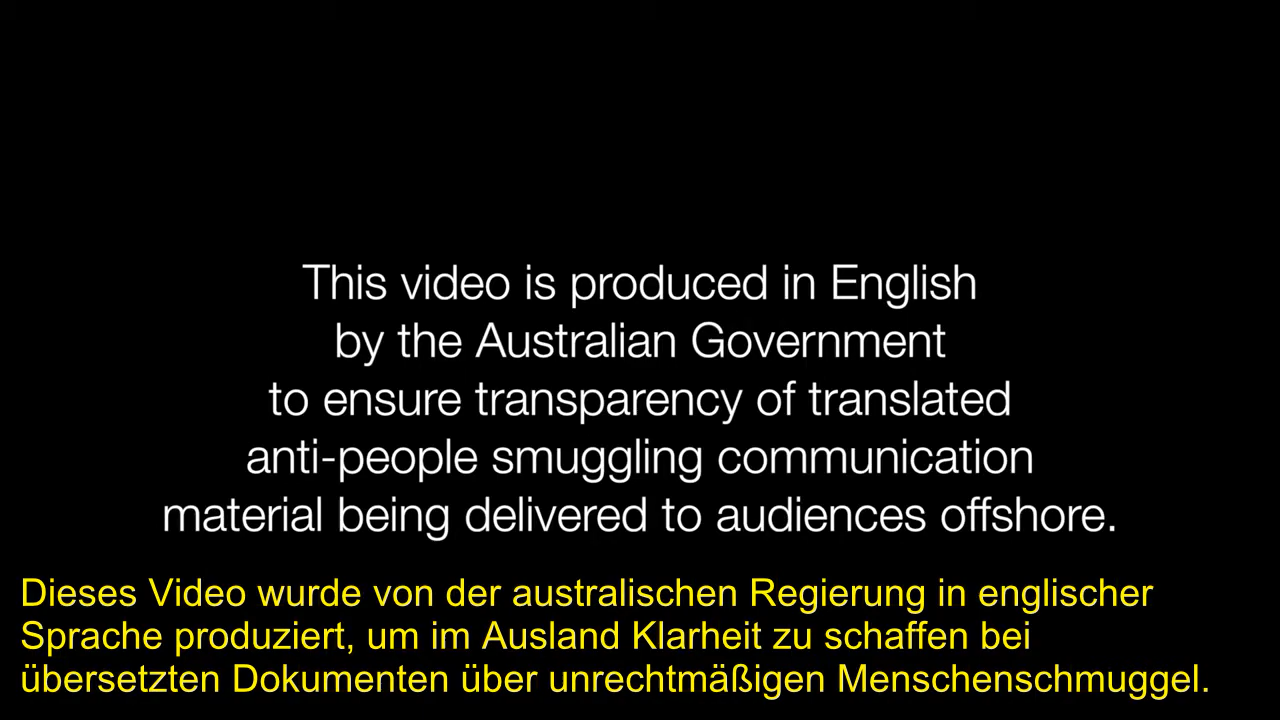 This video is produced in English
by the Australian Government
to ensure transparency of translated
anti-people smuggling communication
material being delivered to audiences offshore.
Dieses Video wurde von der australischen Regierung in englischer
Sprache produziert, um im Ausland Klarheit zu schaffen bei
übersetzten Dokumenten über unrechtmäßigen Menschenschmuggel.